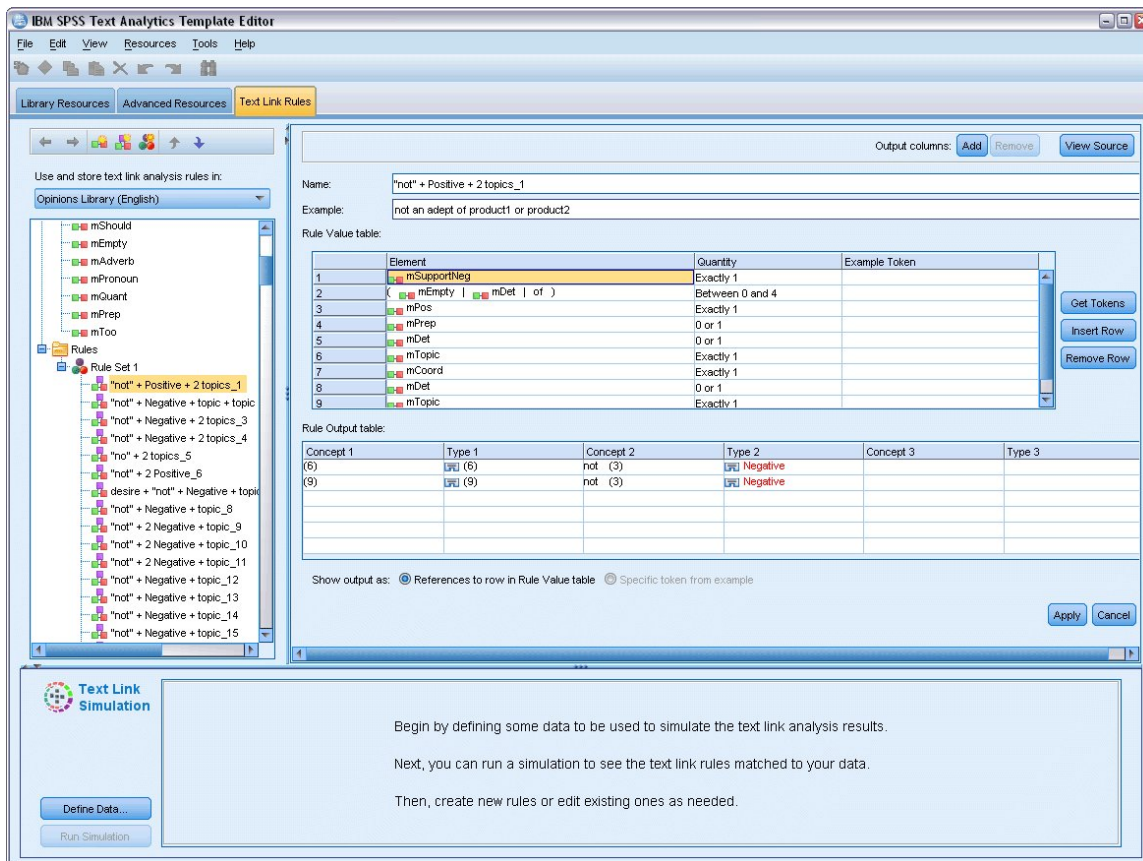 IBM SPSS Text Analytics Template Editor
File Edit View Resources Tools Help
Library Resources Advanced Resources Text Link Rules
Use and store text link analysis rules in:
Opinions Library (English)
mShould
mEmpty
mAdverb
mPronoun
mQuant
mPrep
mToo
Rules
Rule Set 1
"not" + Positive + 2 topics_1
"not" + Negative + topic + topic
"not" + Negative + 2 topics_3
"not" + Negative + 2 topics_4
"no" + 2 topics_5
"not" + 2 Positive_6
desire + "not" + Negative + topic
"not" + Negative + topic_8
"not" + 2 Negative + topic_9
"not" + 2 Negative + topic_10
"not" + 2 Negative + topic_11
"not" + Negative + topic_12
"not" + Negative + topic_13
"not" + Negative + topic_14
"not" + Negative + topic_15
Output columns: Add Remove View Source
Name: "not" + Positive + 2 topics_1
Example: not an adept of product1 or product2
Rule Value table:
Element Quantity Example Token
1 mSupportNeg Exactly 1
2 ( mEmpty | mDet | of ) Between 0 and 4
3 mPos Exactly 1
4 mPrep 0 or 1
5 mDet 0 or 1
6 mTopic Exactly 1
7 mCoord Exactly 1
8 mDet 0 or 1
9 mTopic Exactly 1
Get Tokens
Insert Row
Remove Row
Rule Output table:
Concept 1 Type 1 Concept 2 Type 2 Concept 3 Type 3
(6) (6) not (3) Negative
(9) (9) not (3) Negative
Show output as: References to row in Rule Value table Specific token from example
Apply Cancel
Text Link
Simulation
Define Data...
Run Simulation
Begin by defining some data to be used to simulate the text link analysis results.
Next, you can run a simulation to see the text link rules matched to your data.
Then, create new rules or edit existing ones as needed.